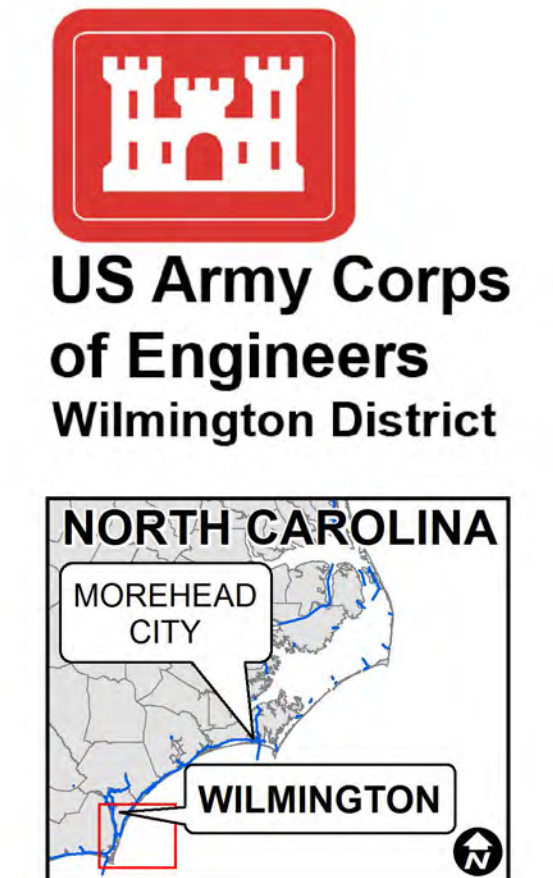 US Army Corps
of Engineers
Wilmington District
NORTH CAROLINA
MOREHEAD
CITY
WILMINGTON
N